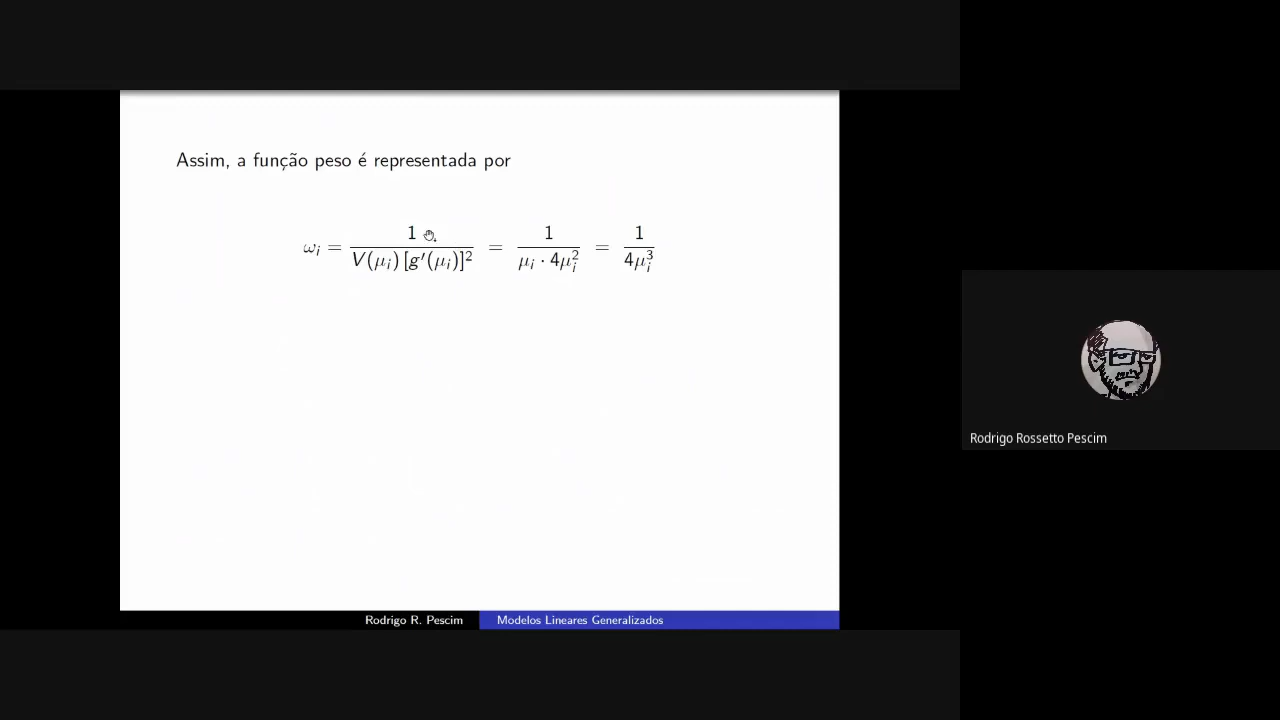 Assim, a função peso é representada por
ωᵢ = 1 / (V(μᵢ) [g′(μᵢ)]²) = 1 / (μᵢ · 4μᵢ²) = 1 / (4μᵢ³)
Rodrigo Rossetto Pescim
Rodrigo R. Pescim Modelos Lineares Generalizados